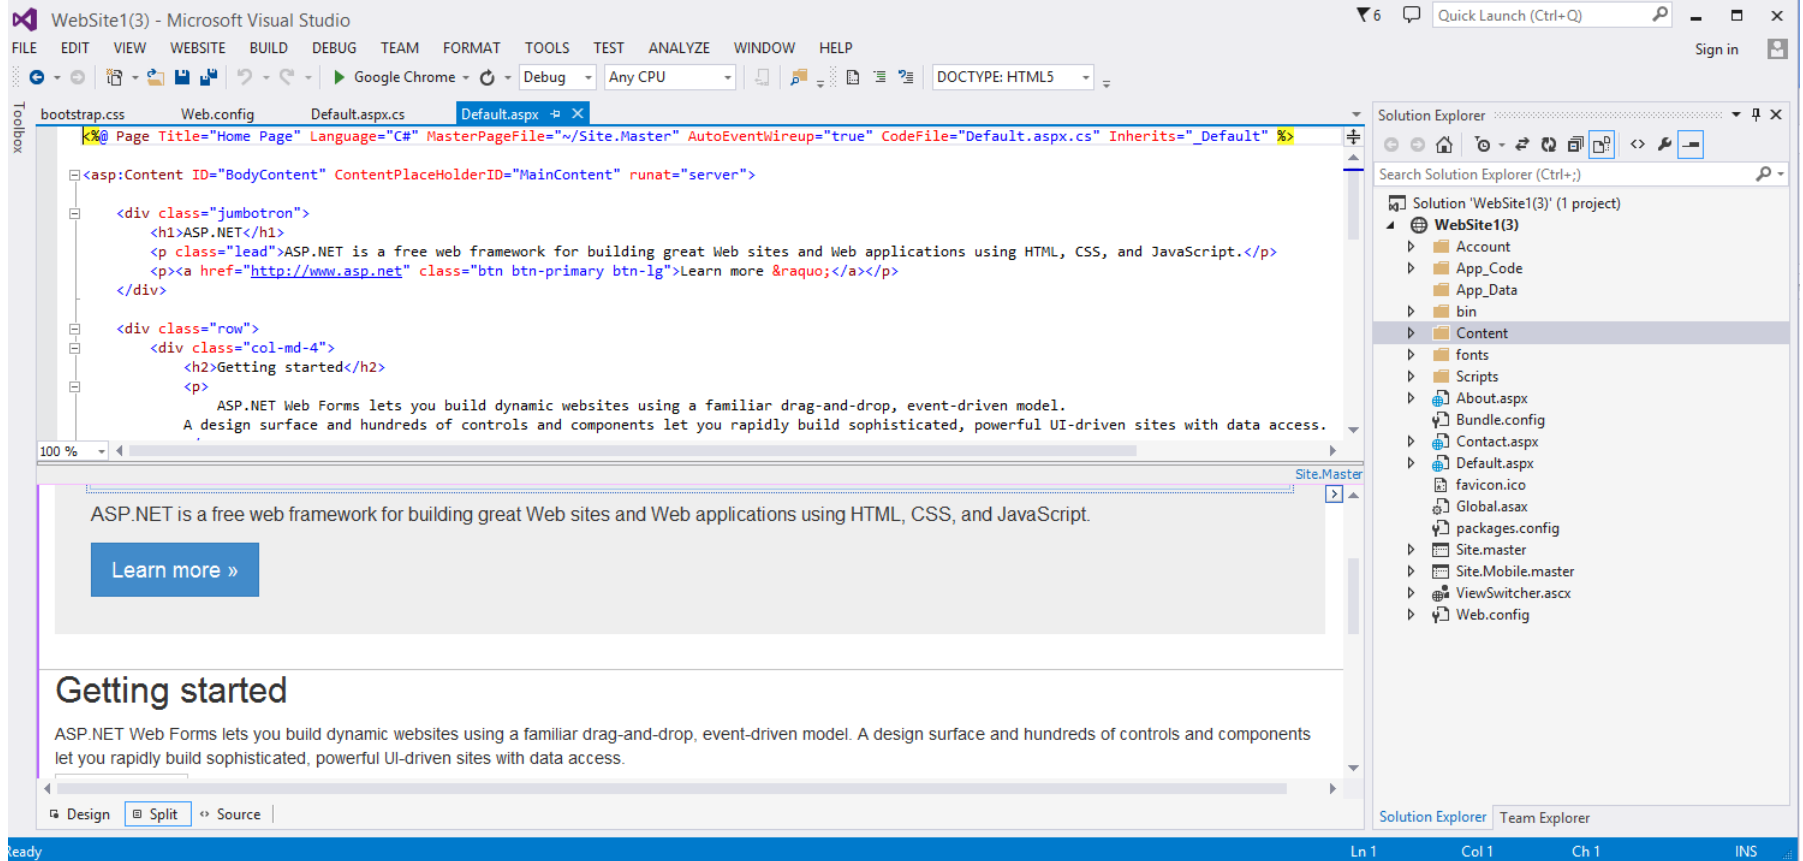 WebSite1(3) - Microsoft Visual Studio
6
Quick Launch (Ctrl+Q)
FILE EDIT VIEW WEBSITE BUILD DEBUG TEAM FORMAT TOOLS TEST ANALYZE WINDOW HELP
Sign in
Google Chrome Debug Any CPU DOCTYPE: HTML5
Toolbox
bootstrap.css Web.config Default.aspx.cs Default.aspx
<%@ Page Title="Home Page" Language="C#" MasterPageFile="~/Site.Master" AutoEventWireup="true" CodeFile="Default.aspx.cs" Inherits="_Default" %>
<asp:Content ID="BodyContent" ContentPlaceHolderID="MainContent" runat="server">
<div class="jumbotron">
<h1>ASP.NET</h1>
<p class="lead">ASP.NET is a free web framework for building great Web sites and Web applications using HTML, CSS, and JavaScript.</p>
<p><a href="http://www.asp.net" class="btn btn-primary btn-lg">Learn more &raquo;</a></p>
</div>
<div class="row">
<div class="col-md-4">
<h2>Getting started</h2>
<p>
ASP.NET Web Forms lets you build dynamic websites using a familiar drag-and-drop, event-driven model.
A design surface and hundreds of controls and components let you rapidly build sophisticated, powerful UI-driven sites with data access.
100 %
Site.Master
ASP.NET is a free web framework for building great Web sites and Web applications using HTML, CSS, and JavaScript.
Learn more »
Getting started
ASP.NET Web Forms lets you build dynamic websites using a familiar drag-and-drop, event-driven model. A design surface and hundreds of controls and components
let you rapidly build sophisticated, powerful UI-driven sites with data access.
Design Split Source
Solution Explorer
Search Solution Explorer (Ctrl+;)
Solution 'WebSite1(3)' (1 project)
WebSite1(3)
Account
App_Code
App_Data
bin
Content
fonts
Scripts
About.aspx
Bundle.config
Contact.aspx
Default.aspx
favicon.ico
Global.asax
packages.config
Site.master
Site.Mobile.master
ViewSwitcher.ascx
Web.config
Solution Explorer Team Explorer
Ready Ln 1 Col 1 Ch 1 INS